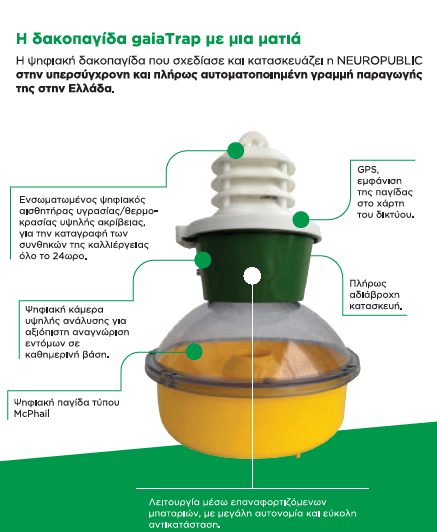 Η δακοπαγίδα gaiaTrap με μια ματιά
Η ψηφιακή δακοπαγίδα που σχεδίασε και κατασκευάζει η NEUROPUBLIC
στην υπερσύγχρονη και πλήρως αυτοματοποιημένη γραμμή παραγωγής
της στην Ελλάδα.
GPS,
εμφάνιση
της παγίδας
στο χάρτη
του δικτύου.
Ενσωματωμένος ψηφιακός
αισθητήρας υγρασίας/θερμο-
κρασίας υψηλής ακρίβειας,
για την καταγραφή των
συνθηκών της καλλιέργειας
όλο το 24ωρο.
Πλήρως
αδιάβροχη
κατασκευή.
Ψηφιακή κάμερα
υψηλής ανάλυσης για
αξιόπιστη αναγνώριση
εντόμων σε
καθημερινή βάση.
Ψηφιακή παγίδα τύπου
McPhail
Λειτουργία μέσω επαναφορτιζόμενων
μπαταριών, με μεγάλη αυτονομία και εύκολη
αντικατάσταση.